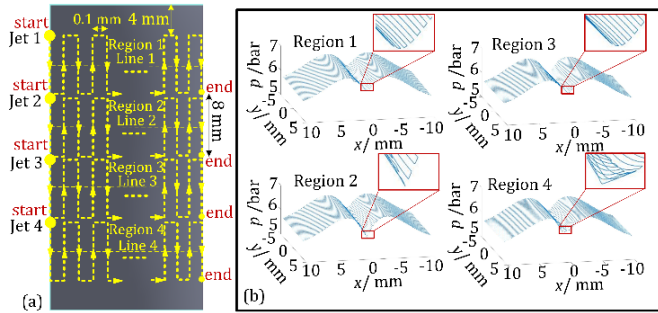 start
Jet 1
0.1 mm
4 mm
Region 1
Line 1
start
Jet 2
end
Region 2
Line 2
8 mm
start
Jet 3
end
Region 3
Line 3
start
Jet 4
end
Region 4
Line 4
end
(a)
(b)
Region 1
p /bar
7
6
5
-5
0
5
y/ mm
10
5
0
-5
-10
x/ mm
Region 3
p /bar
7
6
5
-5
0
5
y/ mm
10
5
0
-5
-10
x/ mm
Region 2
p /bar
7
6
5
-5
0
5
y/ mm
10
5
0
-5
-10
x/ mm
Region 4
p /bar
7
6
5
-5
0
5
y/ mm
10
5
0
-5
-10
x/ mm